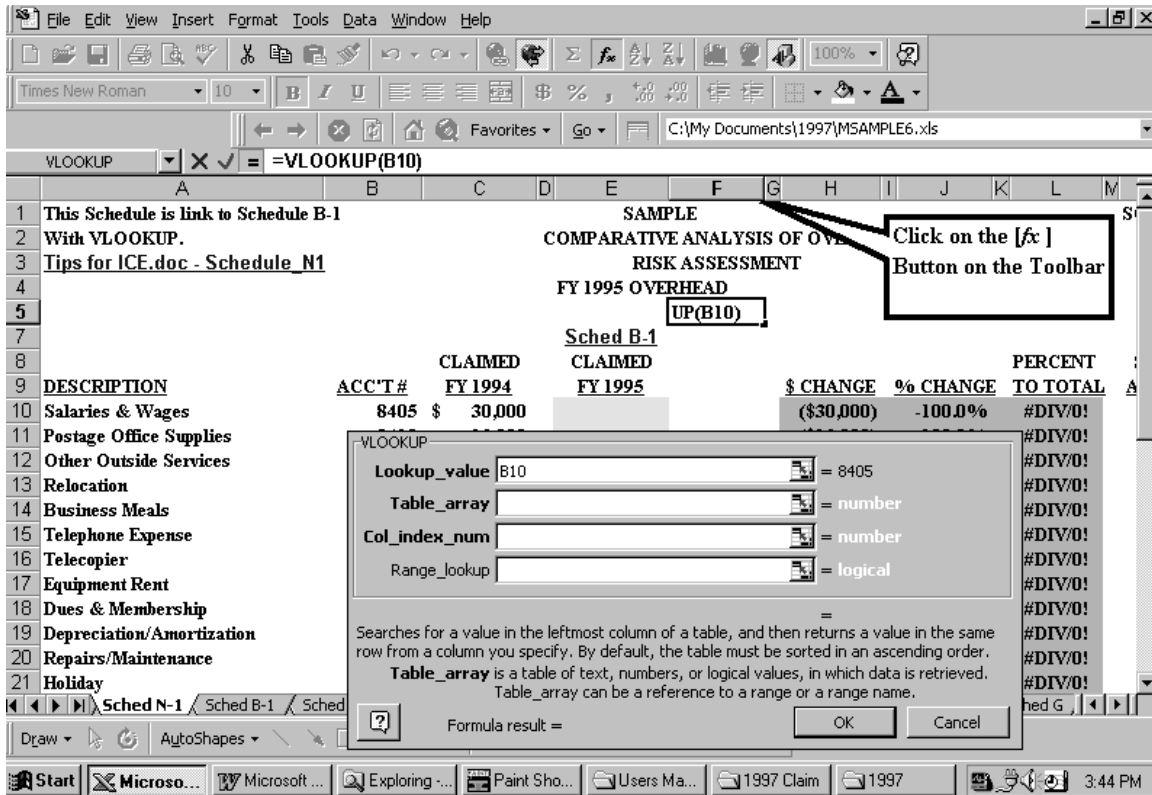 File Edit View Insert Format Tools Data Window Help
ABC Σ fx 100%
Times New Roman 10 B I U $ % ,
Favorites Go C:\My Documents\1997\MSAMPLE6.xls
VLOOKUP = =VLOOKUP(B10)
A B C D E F G H I J K L M
1 This Schedule is link to Schedule B-1 SAMPLE
2 With VLOOKUP. COMPARATIVE ANALYSIS OF
3 Tips for ICE.doc - Schedule_N1 RISK ASSESSMENT
4 FY 1995 OVERHEAD
5 UP(B10)
Click on the [fx ]
Button on the Toolbar
7 Sched B-1
8 CLAIMED CLAIMED PERCENT
9 DESCRIPTION ACC'T # FY 1994 FY 1995 $ CHANGE % CHANGE TO TOTAL
10 Salaries & Wages 8405 $ 30,000 ($30,000) -100.0% #DIV/0!
11 Postage Office Supplies #DIV/0!
12 Other Outside Services #DIV/0!
13 Relocation #DIV/0!
14 Business Meals #DIV/0!
15 Telephone Expense #DIV/0!
16 Telecopier #DIV/0!
17 Equipment Rent #DIV/0!
18 Dues & Membership #DIV/0!
19 Depreciation/Amortization #DIV/0!
20 Repairs/Maintenance #DIV/0!
21 Holiday #DIV/0!
VLOOKUP
Lookup_value B10 = 8405
Table_array = number
Col_index_num = number
Range_lookup = logical
=
Searches for a value in the leftmost column of a table, and then returns a value in the same
row from a column you specify. By default, the table must be sorted in an ascending order.
Table_array is a table of text, numbers, or logical values, in which data is retrieved.
Table_array can be a reference to a range or a range name.
? Formula result = OK Cancel
Sched N-1 Sched B-1 Sched hed G
Draw AutoShapes
Start Microso... Microsoft ... Exploring -... Paint Sho... Users Ma... 1997 Claim 1997 3:44 PM